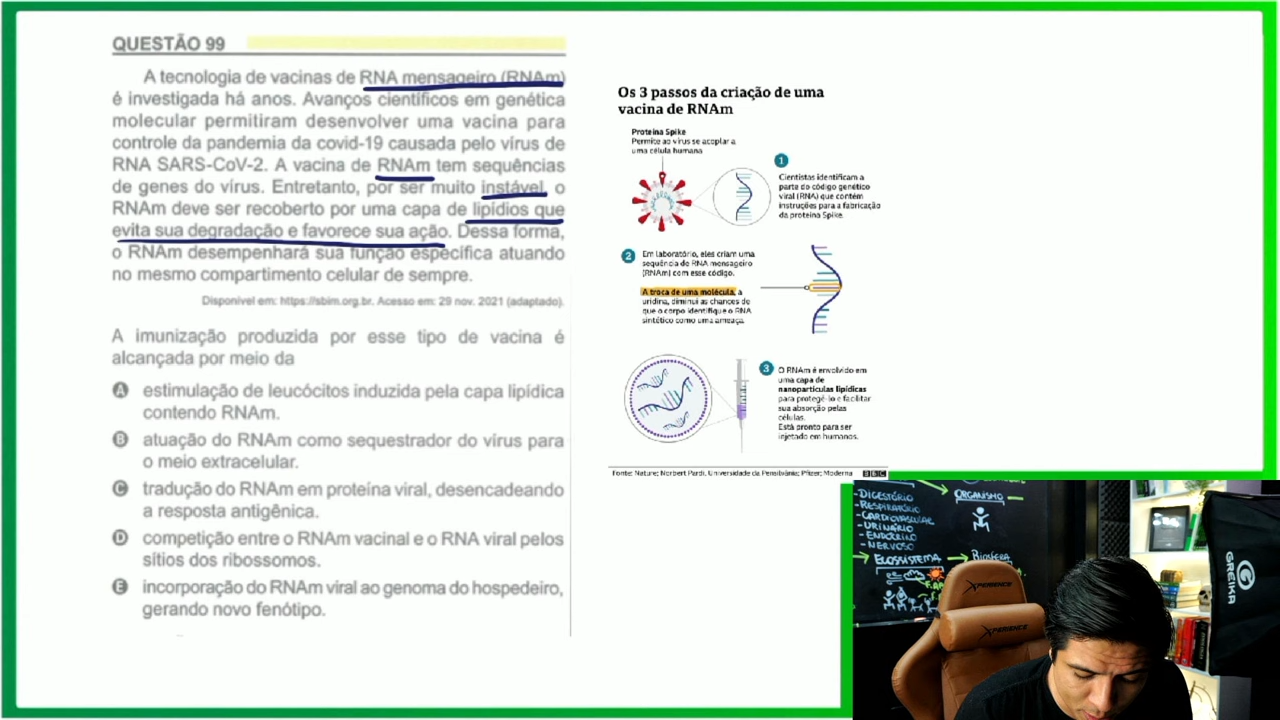 QUESTÃO 99
A tecnologia de vacinas de RNA mensageiro (RNAm)
é investigada há anos. Avanços científicos em genética
molecular permitiram desenvolver uma vacina para
controle da pandemia da covid-19 causada pelo vírus de
RNA SARS-CoV-2. A vacina de RNAm tem sequências
de genes do vírus. Entretanto, por ser muito instável, o
RNAm deve ser recoberto por uma capa de lipídios que
evita sua degradação e favorece sua ação. Dessa forma,
o RNAm desempenhará sua função específica atuando
no mesmo compartimento celular de sempre.
Disponível em: https://sbim.org.br. Acesso em: 29 nov. 2021 (adaptado).
A imunização produzida por esse tipo de vacina é
alcançada por meio da
A estimulação de leucócitos induzida pela capa lipídica
contendo RNAm.
B atuação do RNAm como sequestrador do vírus para
o meio extracelular.
C tradução do RNAm em proteína viral, desencadeando
a resposta antigênica.
D competição entre o RNAm vacinal e o RNA viral pelos
sítios dos ribossomos.
E incorporação do RNAm viral ao genoma do hospedeiro,
gerando novo fenótipo.
Os 3 passos da criação de uma
vacina de RNAm
Proteína Spike
Permite ao vírus se acoplar a
uma célula humana
1
Cientistas identificam a
parte do código genético
viral (RNA) que contém
instruções para a fabricação
da proteína Spike.
2
Em laboratório, eles criam uma
sequência de RNA mensageiro
(RNAm) com esse código.
A troca de uma molécula, a
uridina, diminui as chances de
que o corpo identifique o RNA
sintético como uma ameaça.
3
O RNAm é envolvido em
uma capa de
nanopartículas lipídicas
para protegê-lo e facilitar
sua absorção pelas
células.
Está pronto para ser
injetado em humanos.
Fonte: Nature; Norbert Pardi, Universidade da Pensilvânia; Pfizer; Moderna
BBC
- DIGESTÓRIO
- RESPIRATÓRIO
- CARDIOVASCULAR
- URINÁRIO
- ENDÓCRINO
- NERVOSO
ORGANISMO
ECOSSISTEMA
BIOSFERA
XPERIENCE
XPERIENCE
GREIKA